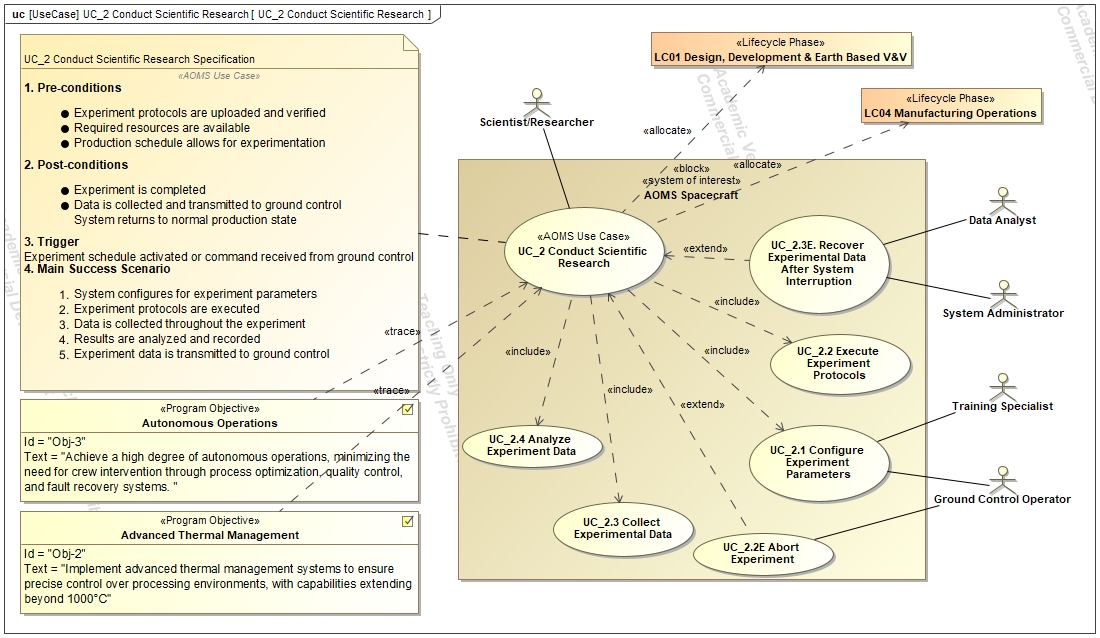 uc [UseCase] UC_2 Conduct Scientific Research [ UC_2 Conduct Scientific Research ]
UC_2 Conduct Scientific Research Specification
«AOMS Use Case»
1. Pre-conditions
● Experiment protocols are uploaded and verified
● Required resources are available
● Production schedule allows for experimentation
2. Post-conditions
● Experiment is completed
● Data is collected and transmitted to ground control
System returns to normal production state
3. Trigger
Experiment schedule activated or command received from ground control
4. Main Success Scenario
1. System configures for experiment parameters
2. Experiment protocols are executed
3. Data is collected throughout the experiment
4. Results are analyzed and recorded
5. Experiment data is transmitted to ground control
«Program Objective»
Autonomous Operations
Id = "Obj-3"
Text = "Achieve a high degree of autonomous operations, minimizing the
need for crew intervention through process optimization, quality control,
and fault recovery systems. "
«Program Objective»
Advanced Thermal Management
Id = "Obj-2"
Text = "Implement advanced thermal management systems to ensure
precise control over processing environments, with capabilities extending
beyond 1000°C"
«trace»
«trace»
Scientist/Researcher
«Lifecycle Phase»
LC01 Design, Development & Earth Based V&V
«Lifecycle Phase»
LC04 Manufacturing Operations
«allocate»
«allocate»
«block»
«system of interest»
AOMS Spacecraft
«AOMS Use Case»
UC_2 Conduct Scientific
Research
«extend»
UC_2.3E. Recover
Experimental Data
After System
Interruption
«include»
UC_2.2 Execute
Experiment
Protocols
«include»
«include»
«include»
«extend»
UC_2.4 Analyze
Experiment Data
UC_2.1 Configure
Experiment
Parameters
UC_2.3 Collect
Experimental Data
UC_2.2E Abort
Experiment
Data Analyst
System Administrator
Training Specialist
Ground Control Operator
Teaching Only
Strictly Prohibit
Academic Ve
Commercial
Academic
Commercial D